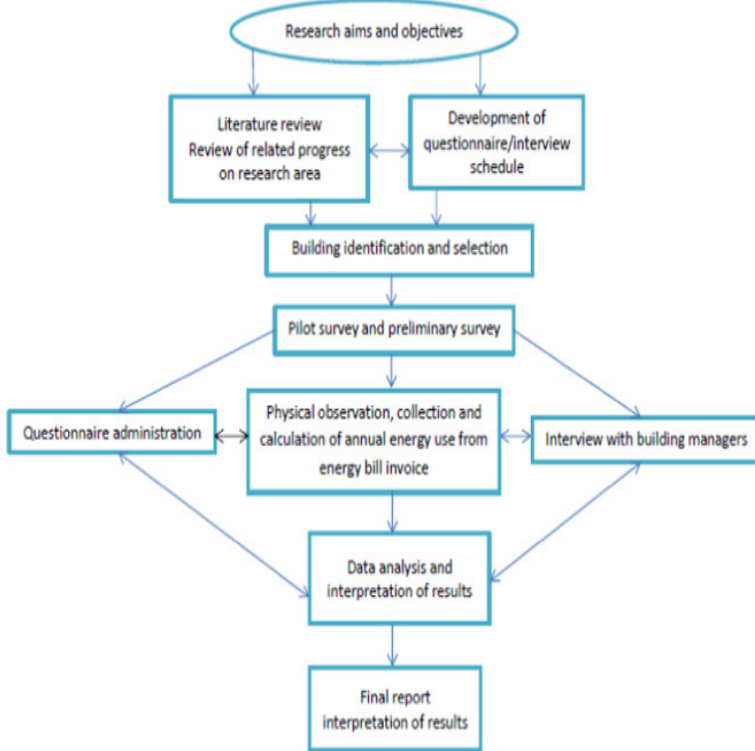 Research aims and objectives
Literature review
Review of related progress
on research area
Development of
questionnaire/interview
schedule
Building identification and selection
Pilot survey and preliminary survey
Questionnaire administration
Physical observation, collection and
calculation of annual energy use from
energy bill invoice
Interview with building managers
Data analysis and
interpretation of results
Final report
interpretation of results